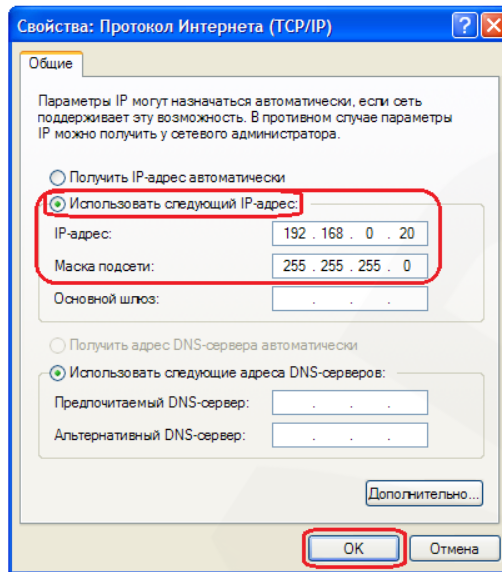 Свойства: Протокол Интернета (TCP/IP)
Общие
Параметры IP могут назначаться автоматически, если сеть
поддерживает эту возможность. В противном случае параметры
IP можно получить у сетевого администратора.
Получить IP-адрес автоматически
Использовать следующий IP-адрес:
IP-адрес: 192 . 168 . 0 . 20
Маска подсети: 255 . 255 . 255 . 0
Основной шлюз: . . .
Получить адрес DNS-сервера автоматически
Использовать следующие адреса DNS-серверов:
Предпочитаемый DNS-сервер: . . .
Альтернативный DNS-сервер: . . .
Дополнительно...
OK Отмена